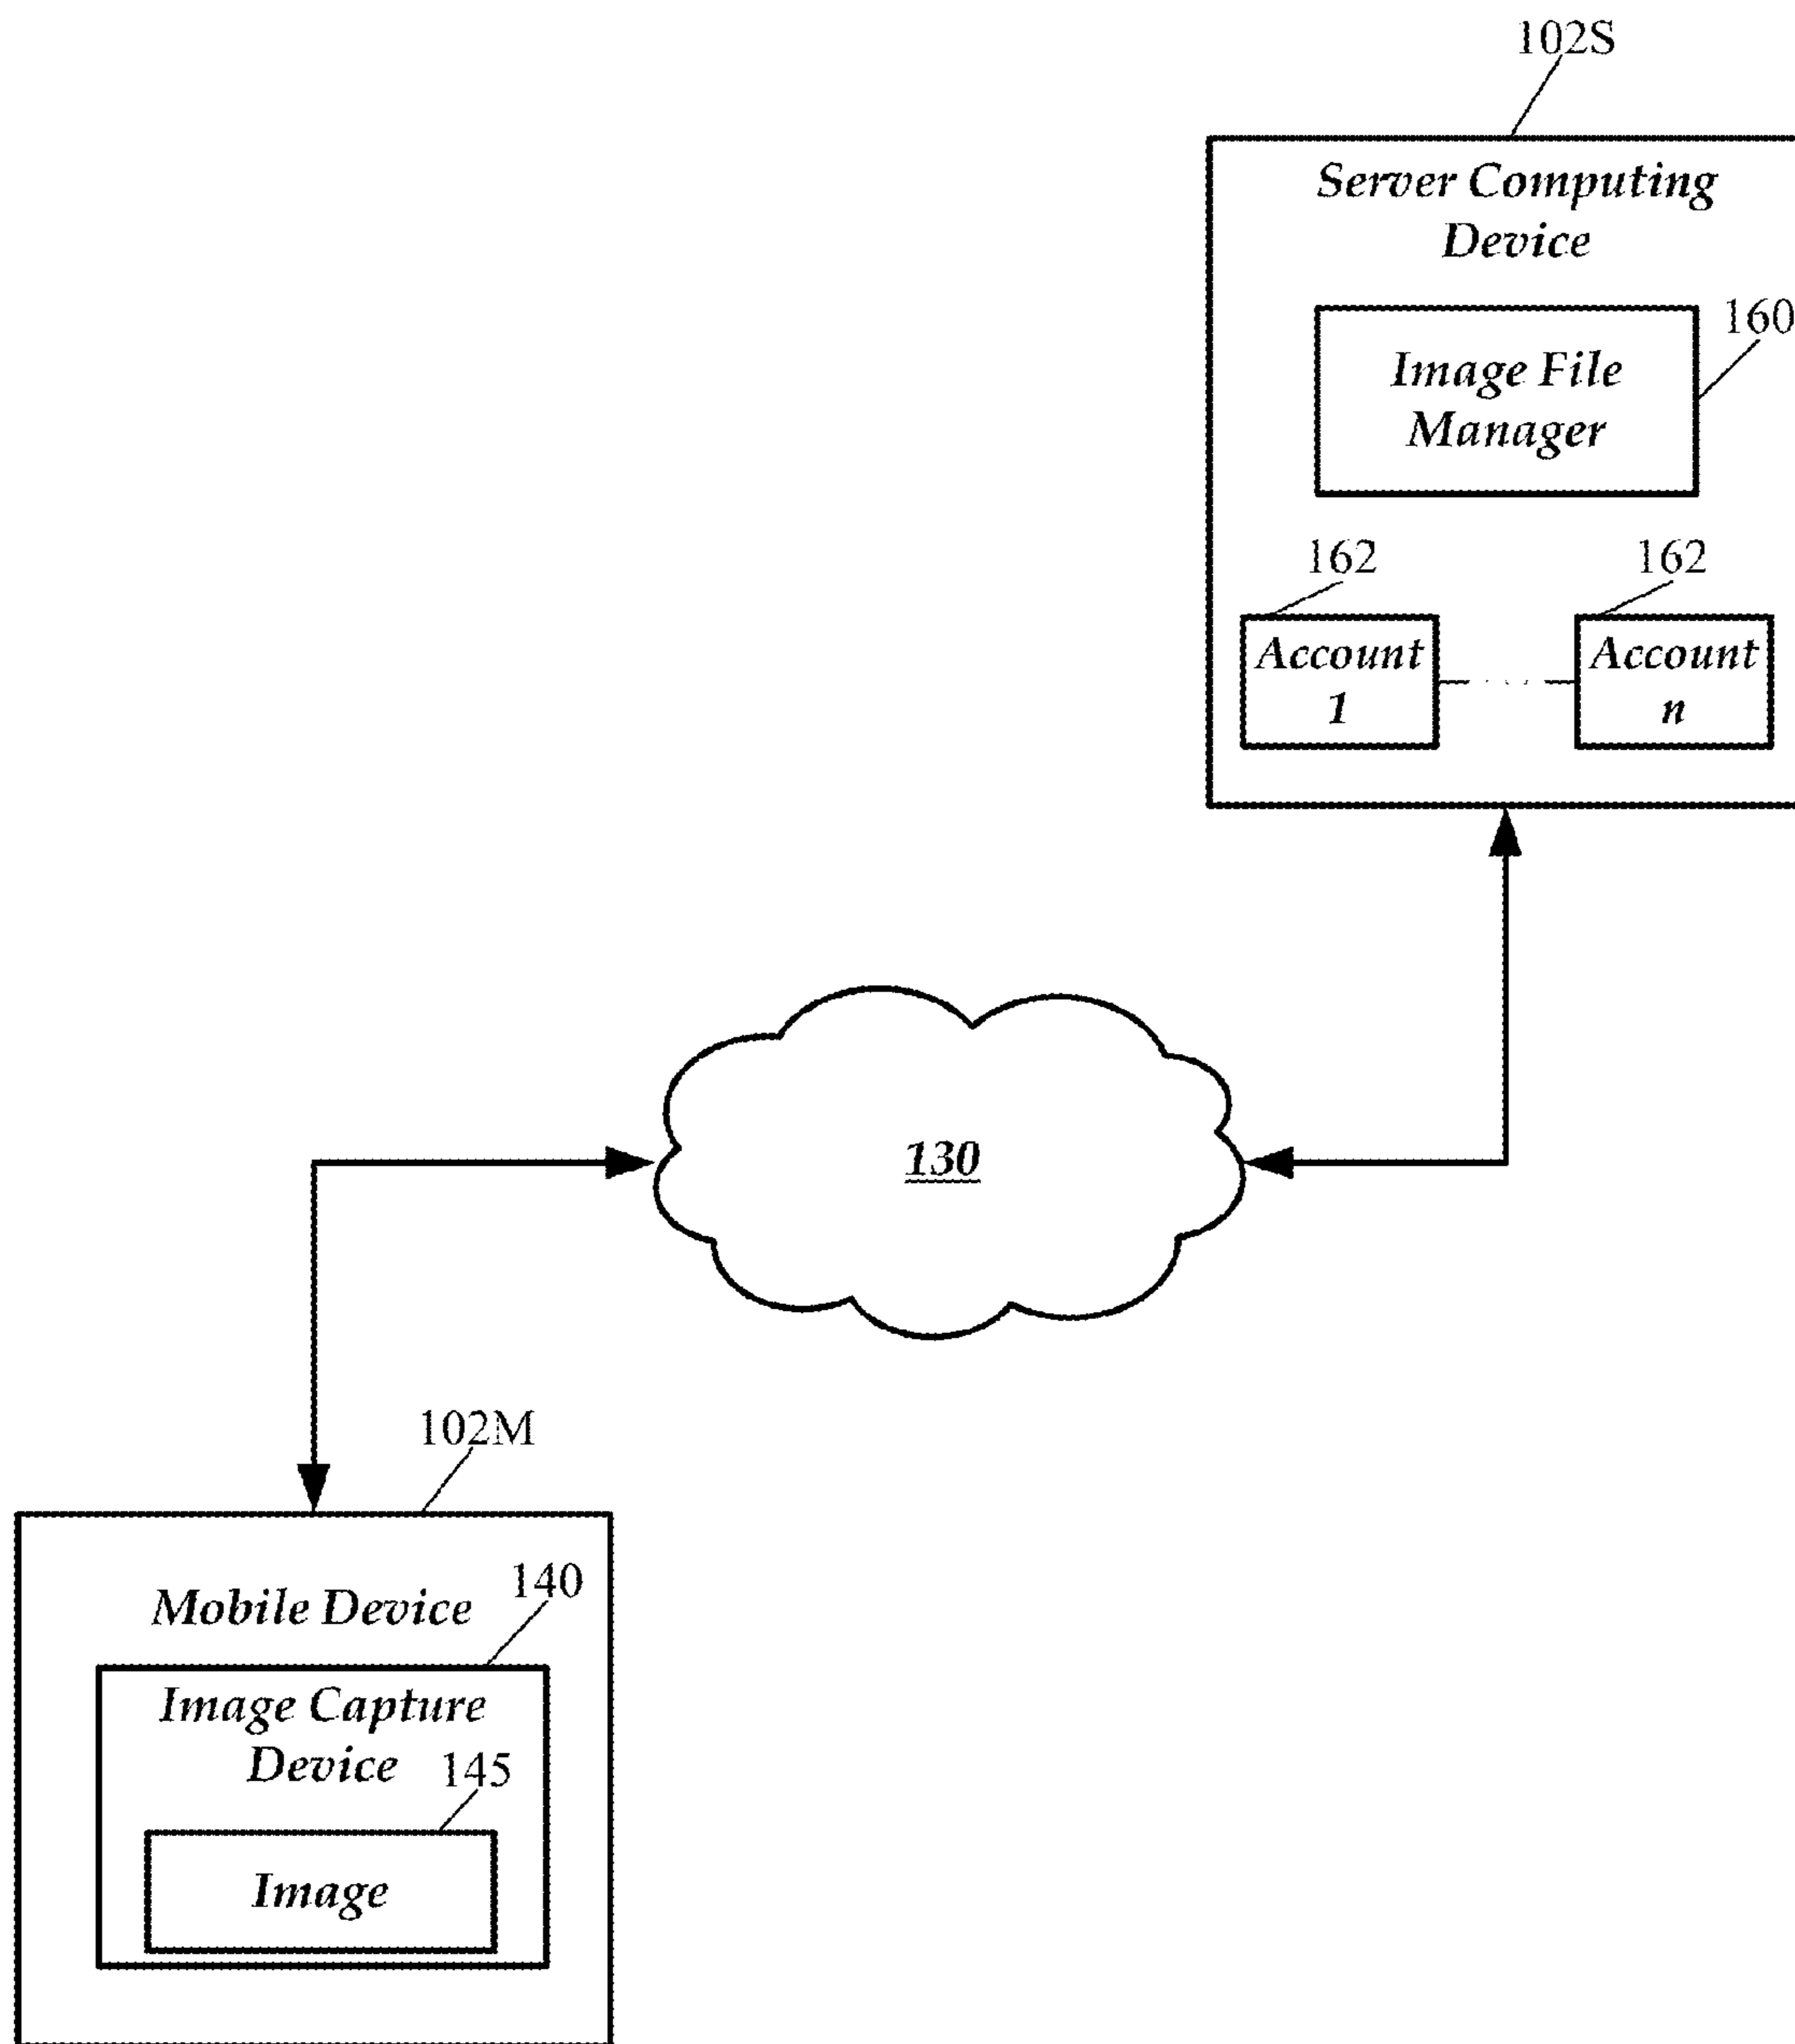 102S
Server Computing
Device
160
Image File
Manager
162
162
Account
1
Account
n
130
102M
Mobile Device
140
Image Capture
Device
145
Image